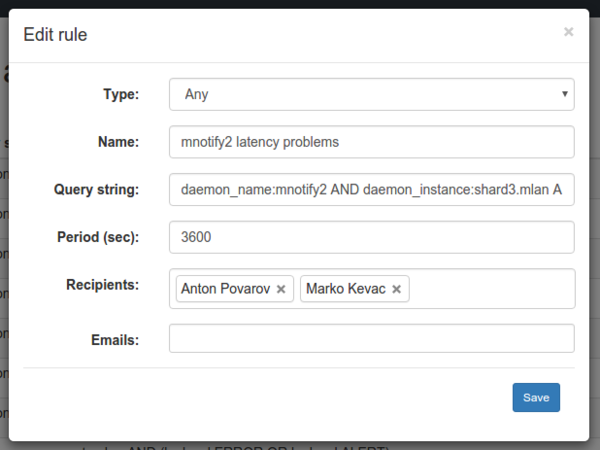 Edit rule ×
Type: Any
Name: mnotify2 latency problems
Query string: daemon_name:mnotify2 AND daemon_instance:shard3.mlan A
Period (sec): 3600
Recipients: Anton Povarov × Marko Kevac ×
Emails:
Save